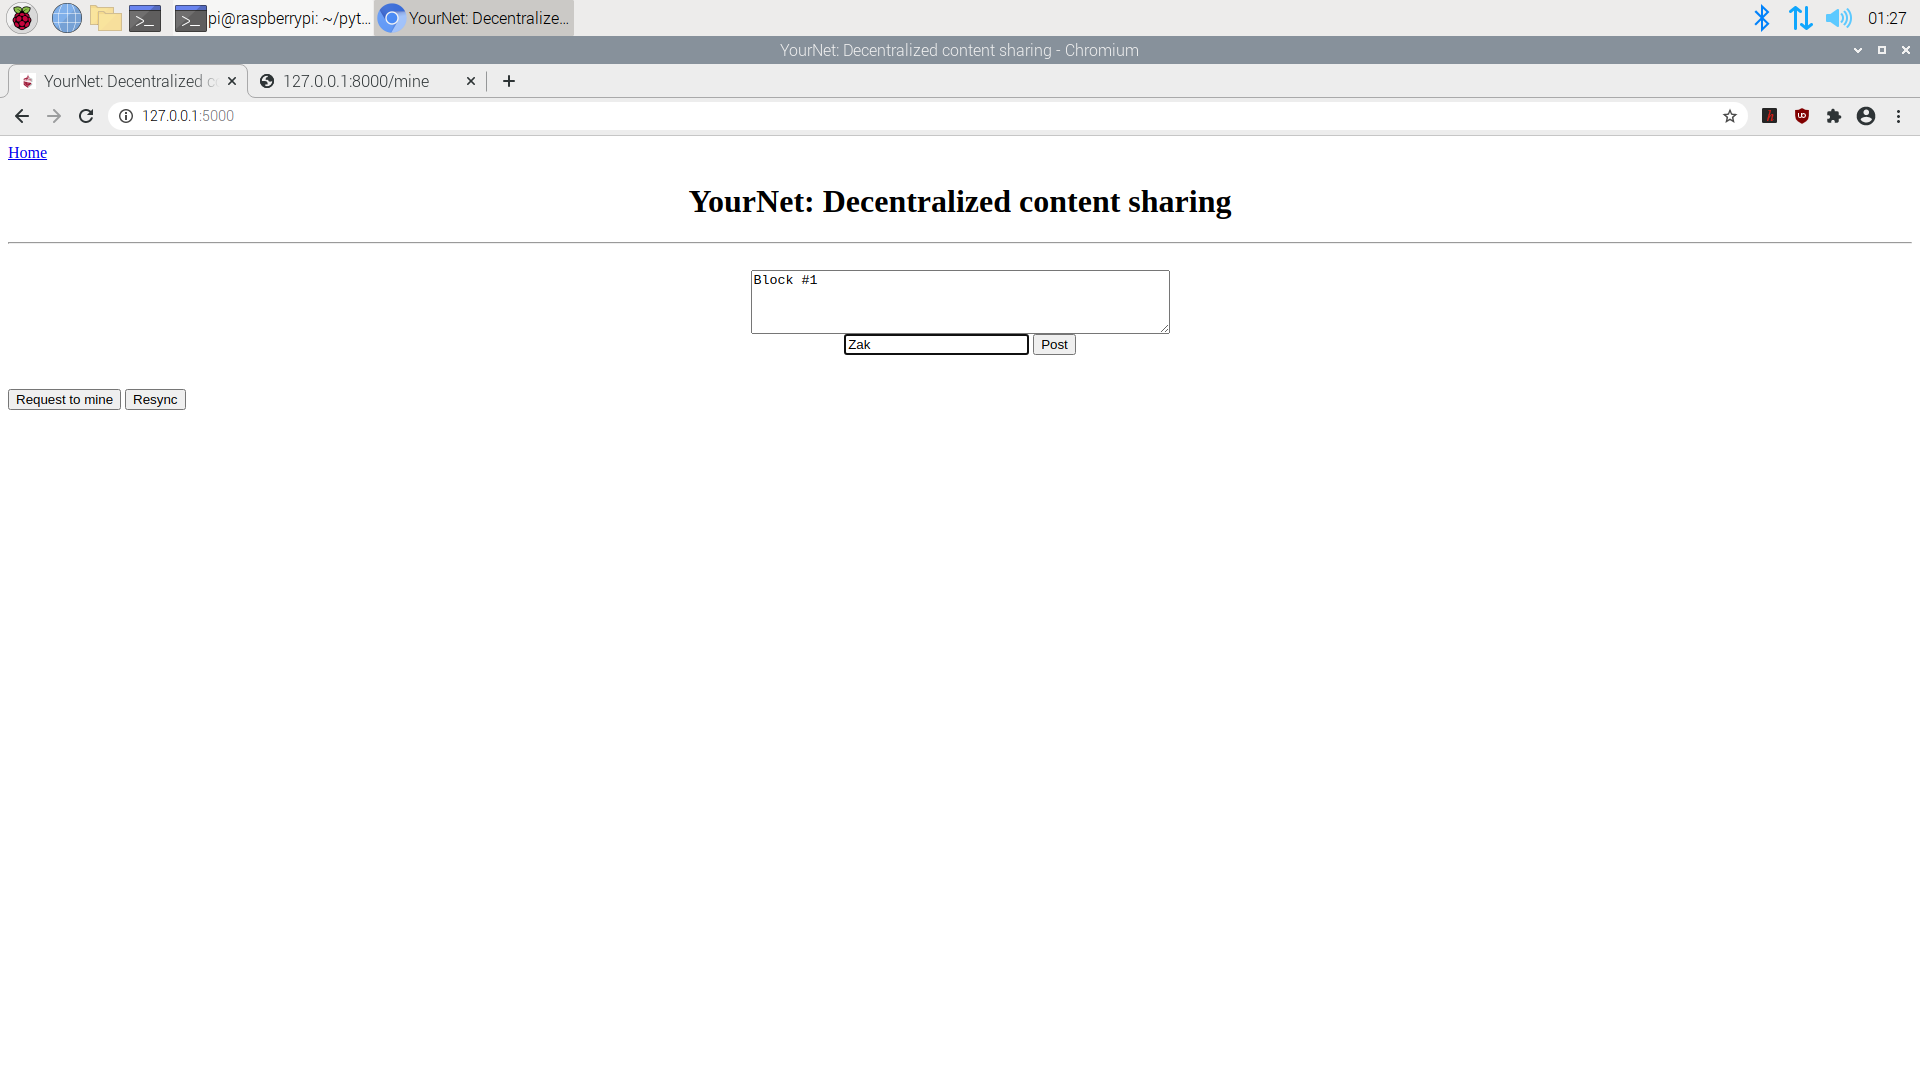 pi@raspberrypi: ~/pyt...
YourNet: Decentralize...
01:27
YourNet: Decentralized content sharing - Chromium
YourNet: Decentralized
127.0.0.1:8000/mine
127.0.0.1:5000
Home
YourNet: Decentralized content sharing
Block #1
Zak
Post
Request to mine
Resync